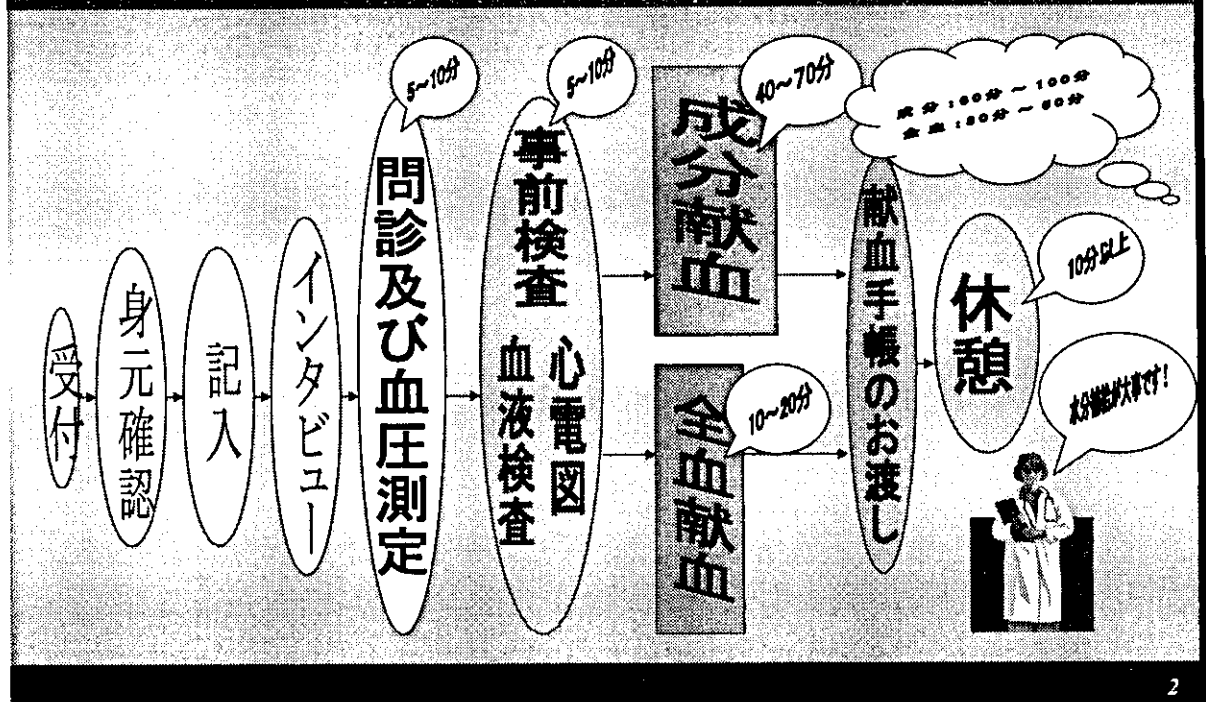 受付
身元確認
記入
インタビュー
5~10分
問診及び血圧測定
5~10分
事前検査
心電図
血液検査
40~70分
成分献血
10~20分
全血献血
献血手帳のお渡し
休憩
10分以上
水分補給が大事です!
2